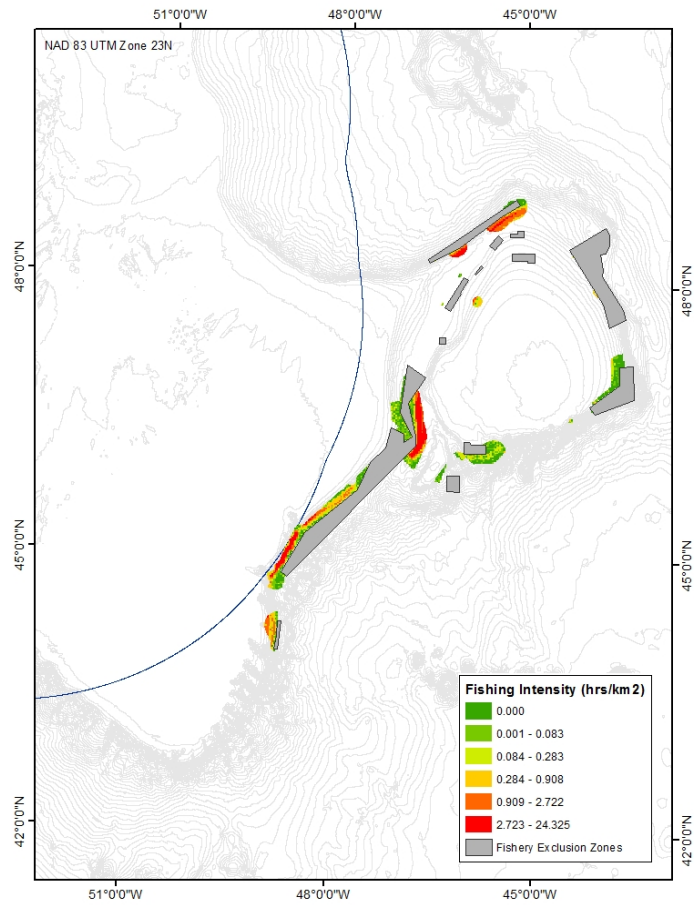 51°0'0"W 48°0'0"W 45°0'0"W
NAD 83 UTM Zone 23N
48°0'0"N 48°0'0"N
45°0'0"N 45°0'0"N
42°0'0"N 42°0'0"N
Fishing Intensity (hrs/km2)
0.000
0.001 - 0.083
0.084 - 0.283
0.284 - 0.908
0.909 - 2.722
2.723 - 24.325
Fishery Exclusion Zones
51°0'0"W 48°0'0"W 45°0'0"W